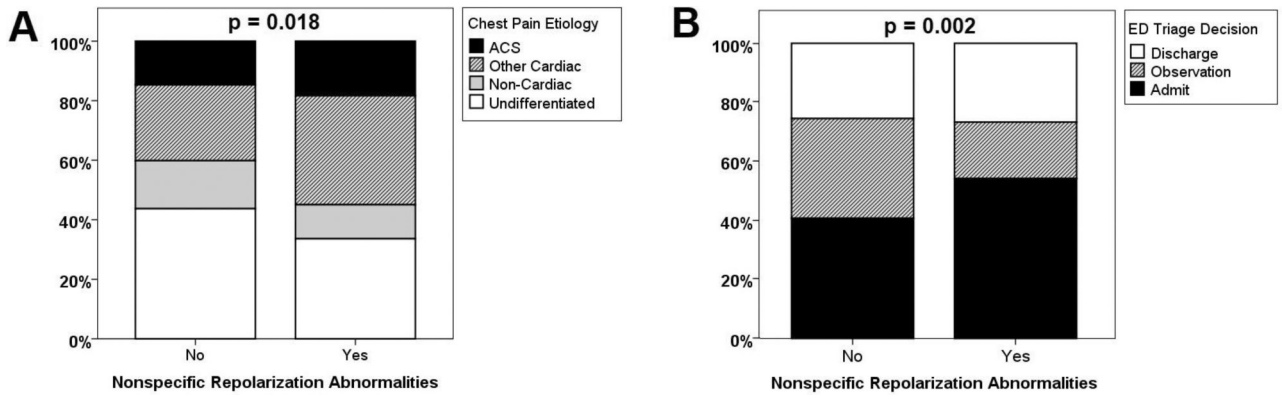 A
p = 0.018
100%
80%
60%
40%
20%
0%
No
Yes
Nonspecific Repolarization Abnormalities
Chest Pain Etiology
ACS
Other Cardiac
Non-Cardiac
Undifferentiated
B
p = 0.002
100%
80%
60%
40%
20%
0%
No
Yes
Nonspecific Repolarization Abnormalities
ED Triage Decision
Discharge
Observation
Admit